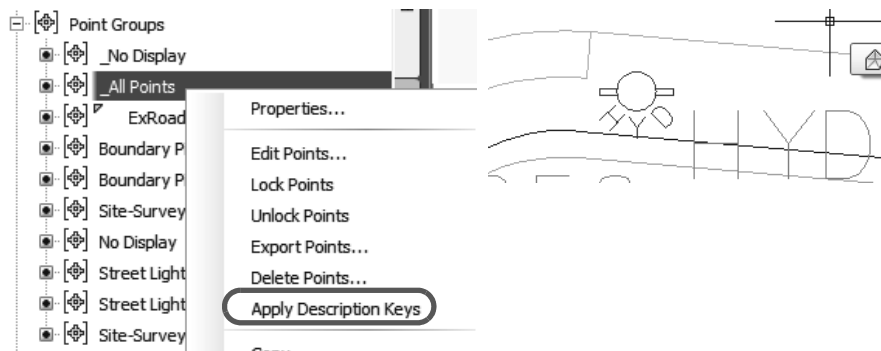 Point Groups
_No Display
_All Points
ExRoad
Boundary P
Boundary P
Site-Survey
No Display
Street Light
Street Light
Site-Survey
Properties...
Edit Points...
Lock Points
Unlock Points
Export Points...
Delete Points...
Apply Description Keys
HYD
HYD